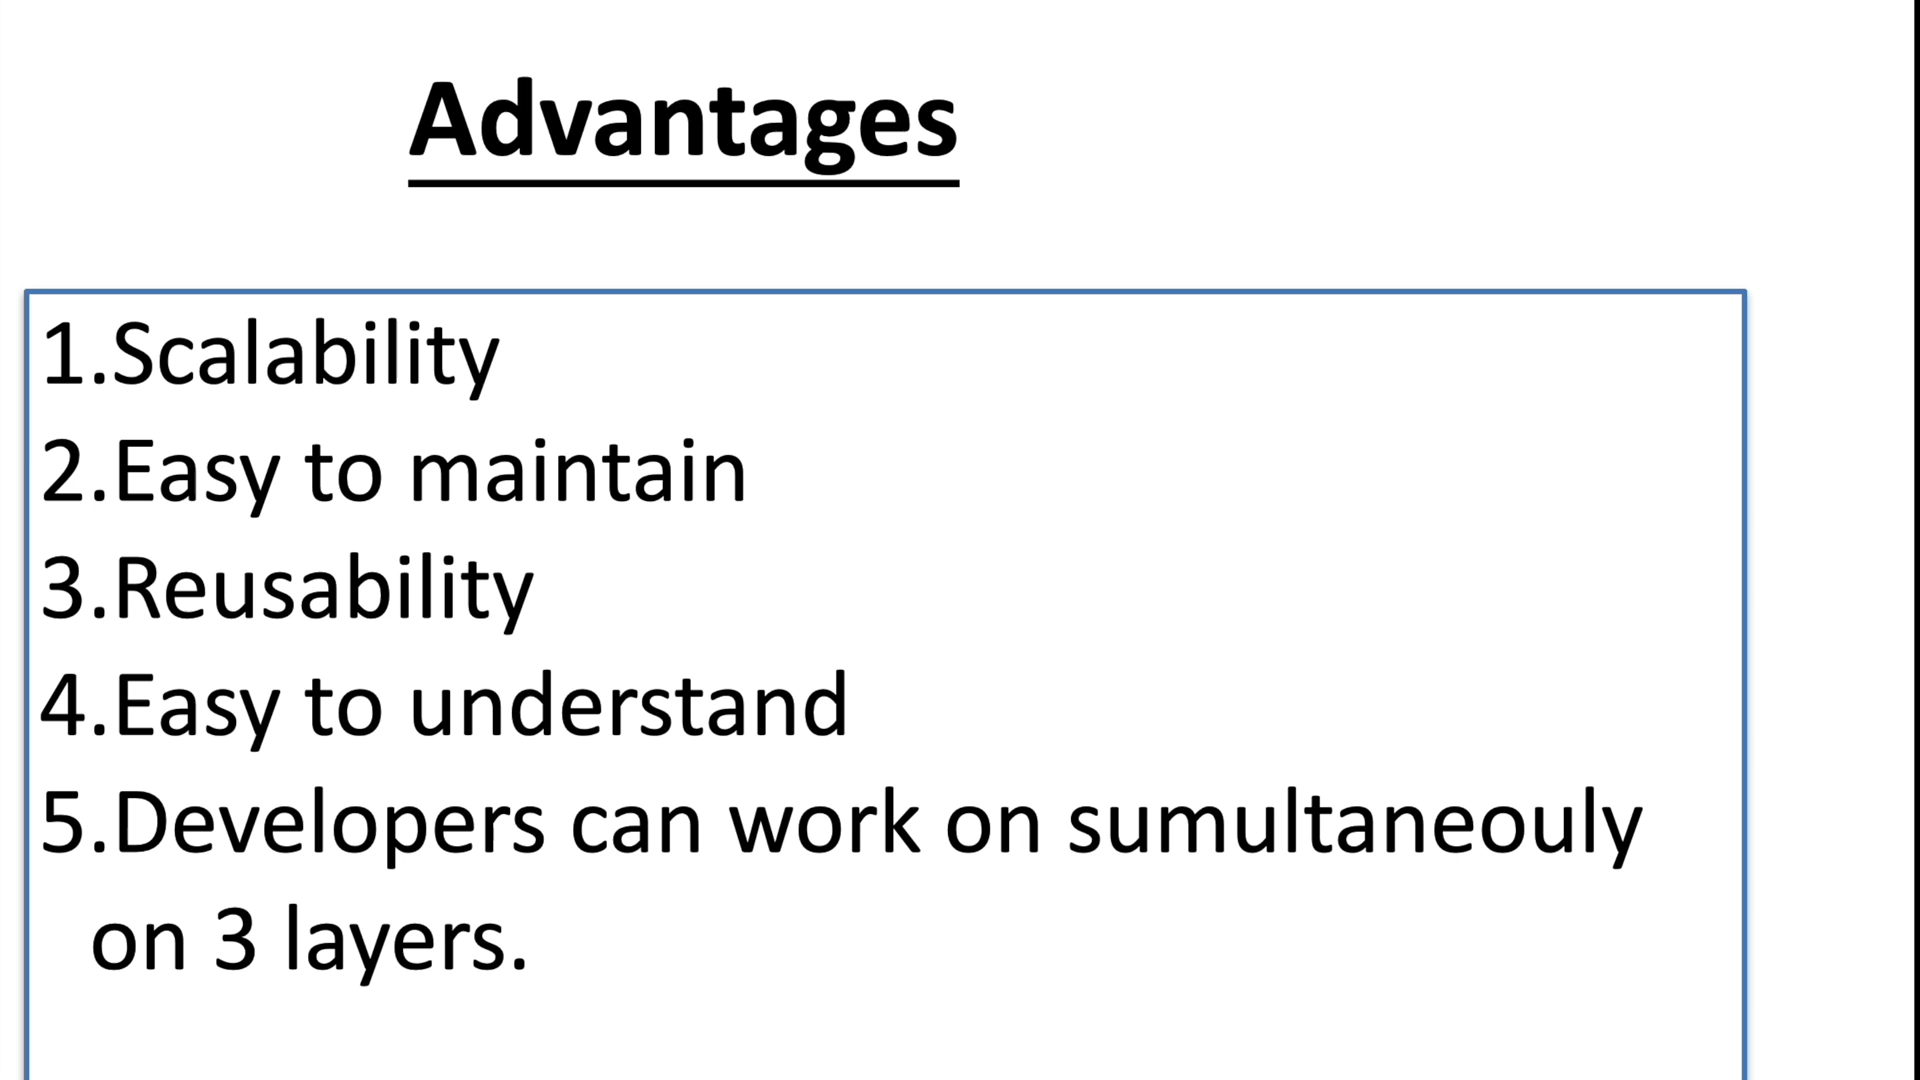 Advantages
1.Scalability
2.Easy to maintain
3.Reusability
4.Easy to understand
5.Developers can work on sumultaneouly
on 3 layers.